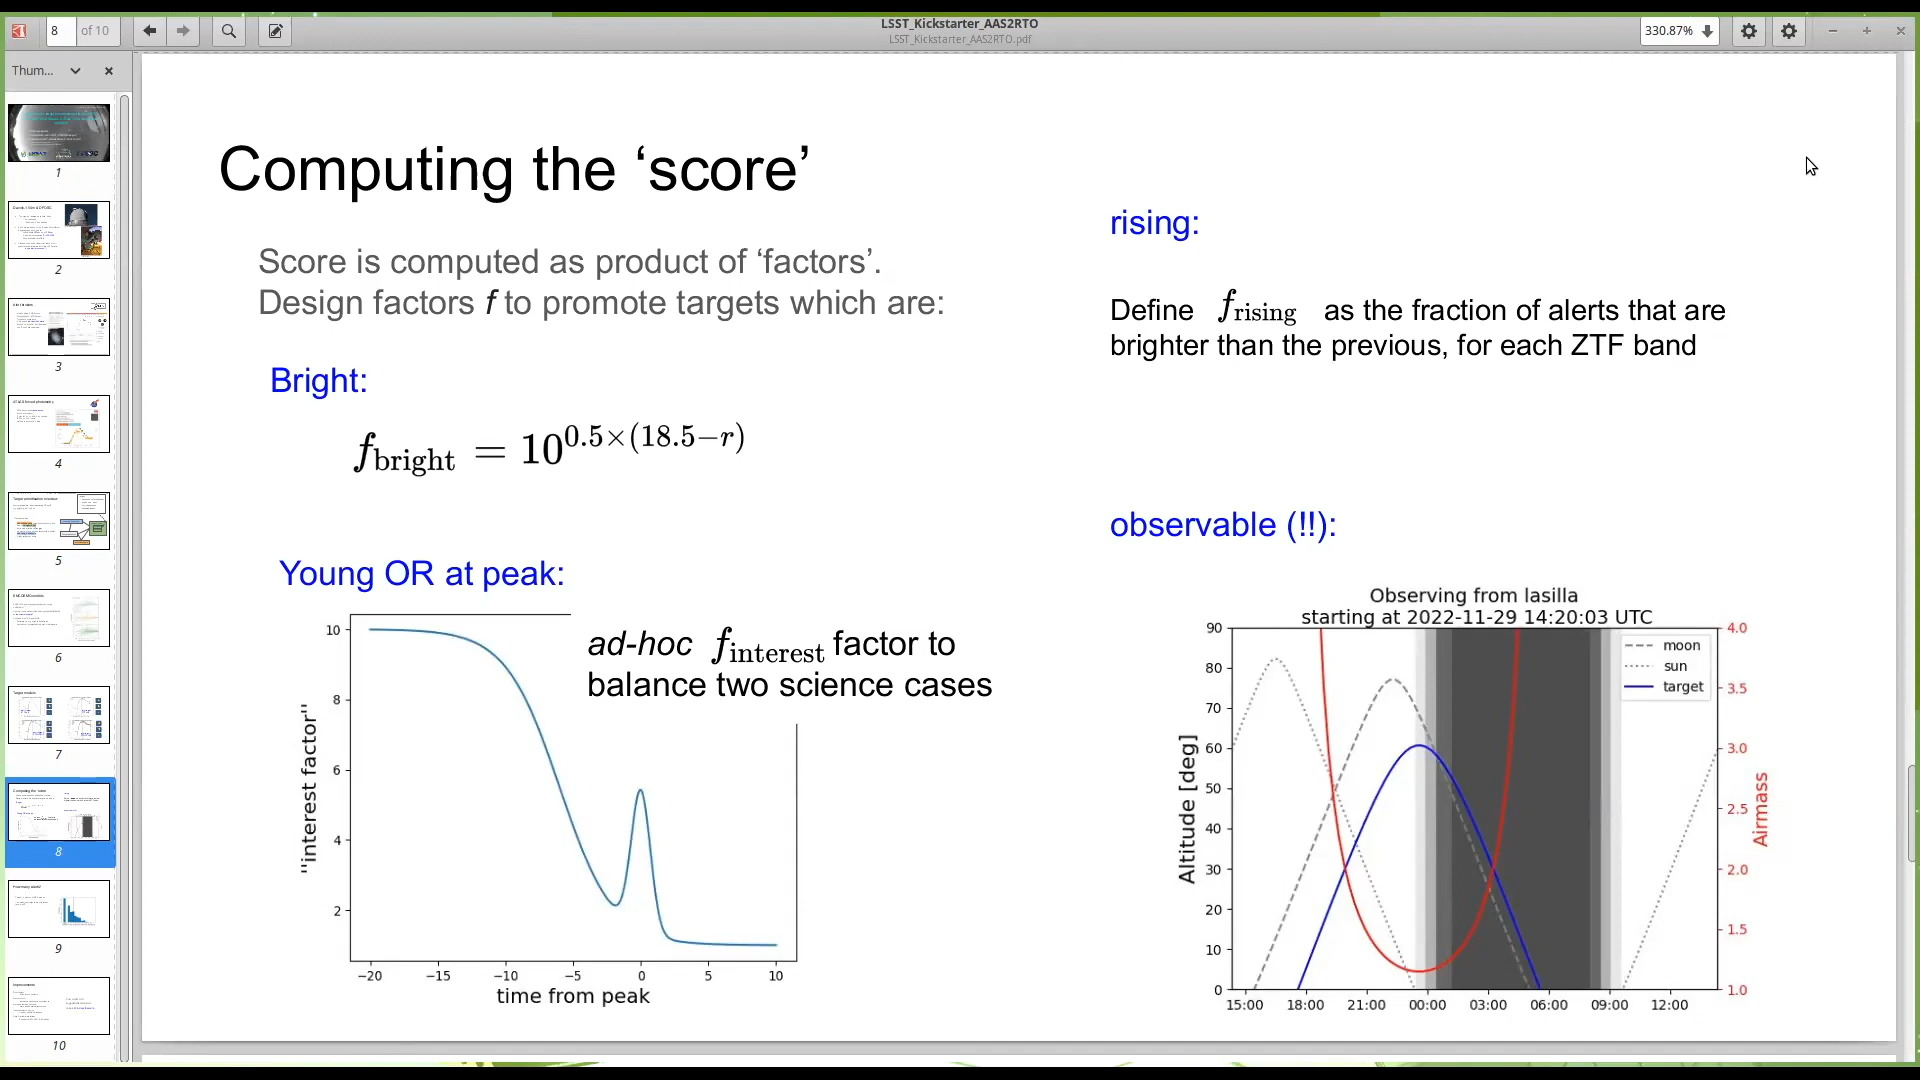 LSST_Kickstarter_AAS2RTO
LSST_Kickstarter_AAS2RTO.pdf
8 of 10
330.87%
Thum...
1
2
3
4
5
6
7
8
9
10
Computing the ‘score’
Score is computed as product of ‘factors’.
Design factors f to promote targets which are:
Bright:
f_bright = 10^{0.5×(18.5−r)}
Young OR at peak:
ad-hoc f_interest factor to
balance two science cases
"interest factor"
10
8
6
4
2
−20 −15 −10 −5 0 5 10
time from peak
rising:
Define f_rising as the fraction of alerts that are
brighter than the previous, for each ZTF band
observable (!!):
Observing from lasilla
starting at 2022-11-29 14:20:03 UTC
moon
sun
target
Altitude [deg]
90
80
70
60
50
40
30
20
10
0
15:00 18:00 21:00 00:00 03:00 06:00 09:00 12:00
4.0
3.5
3.0
2.5
2.0
1.5
1.0
Airmass